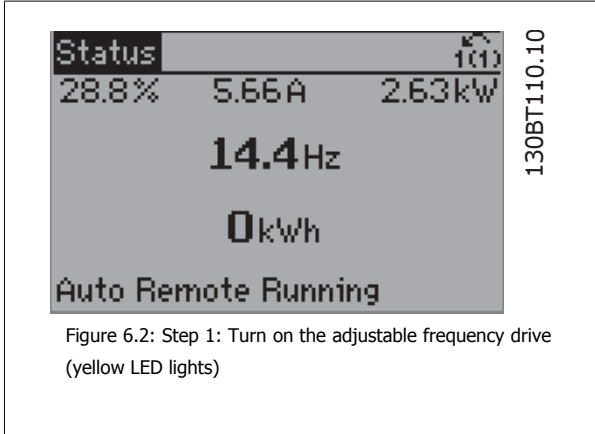 Status
1(1)
28.8% 5.66A 2.63kW
14.4Hz
0kWh
Auto Remote Running
130BT110.10
Figure 6.2: Step 1: Turn on the adjustable frequency drive
(yellow LED lights)